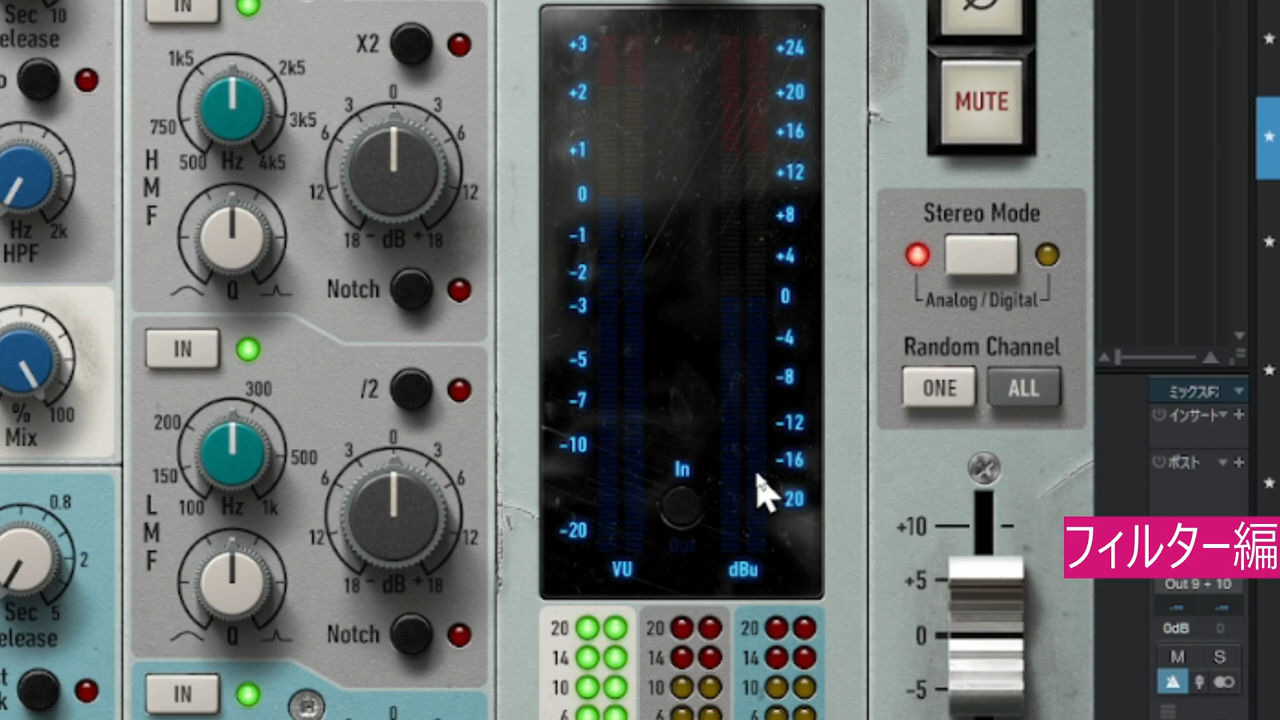 Sec 10
elease
IN
X2
1k5
2k5
750
3k5
500 Hz 4k5
H
M
F
3 0 3
6 6
12 12
18 - dB + 18
Q
Notch
Hz 2k
HPF
IN
% 100
Mix
/2
300
200
500
150
100 Hz 1k
L
M
F
3 0 3
6 6
12 12
18 - dB + 18
Q
Notch
0.8
2
Sec 5
elease
IN
0
+3
+2
+1
0
-1
-2
-3
-5
-7
-10
-20
VU
In
Out
+24
+20
+16
+12
+8
+4
0
-4
-8
-12
-16
20
dBu
20 20 20
14 14 14
10 10 10
6 6 6
MUTE
Stereo Mode
Analog / Digital
Random Channel
ONE ALL
+10
+5
0
-5
ミックスFX
インサート
ポスト
フィルター編
Out 9 + 10
0dB 0
M S